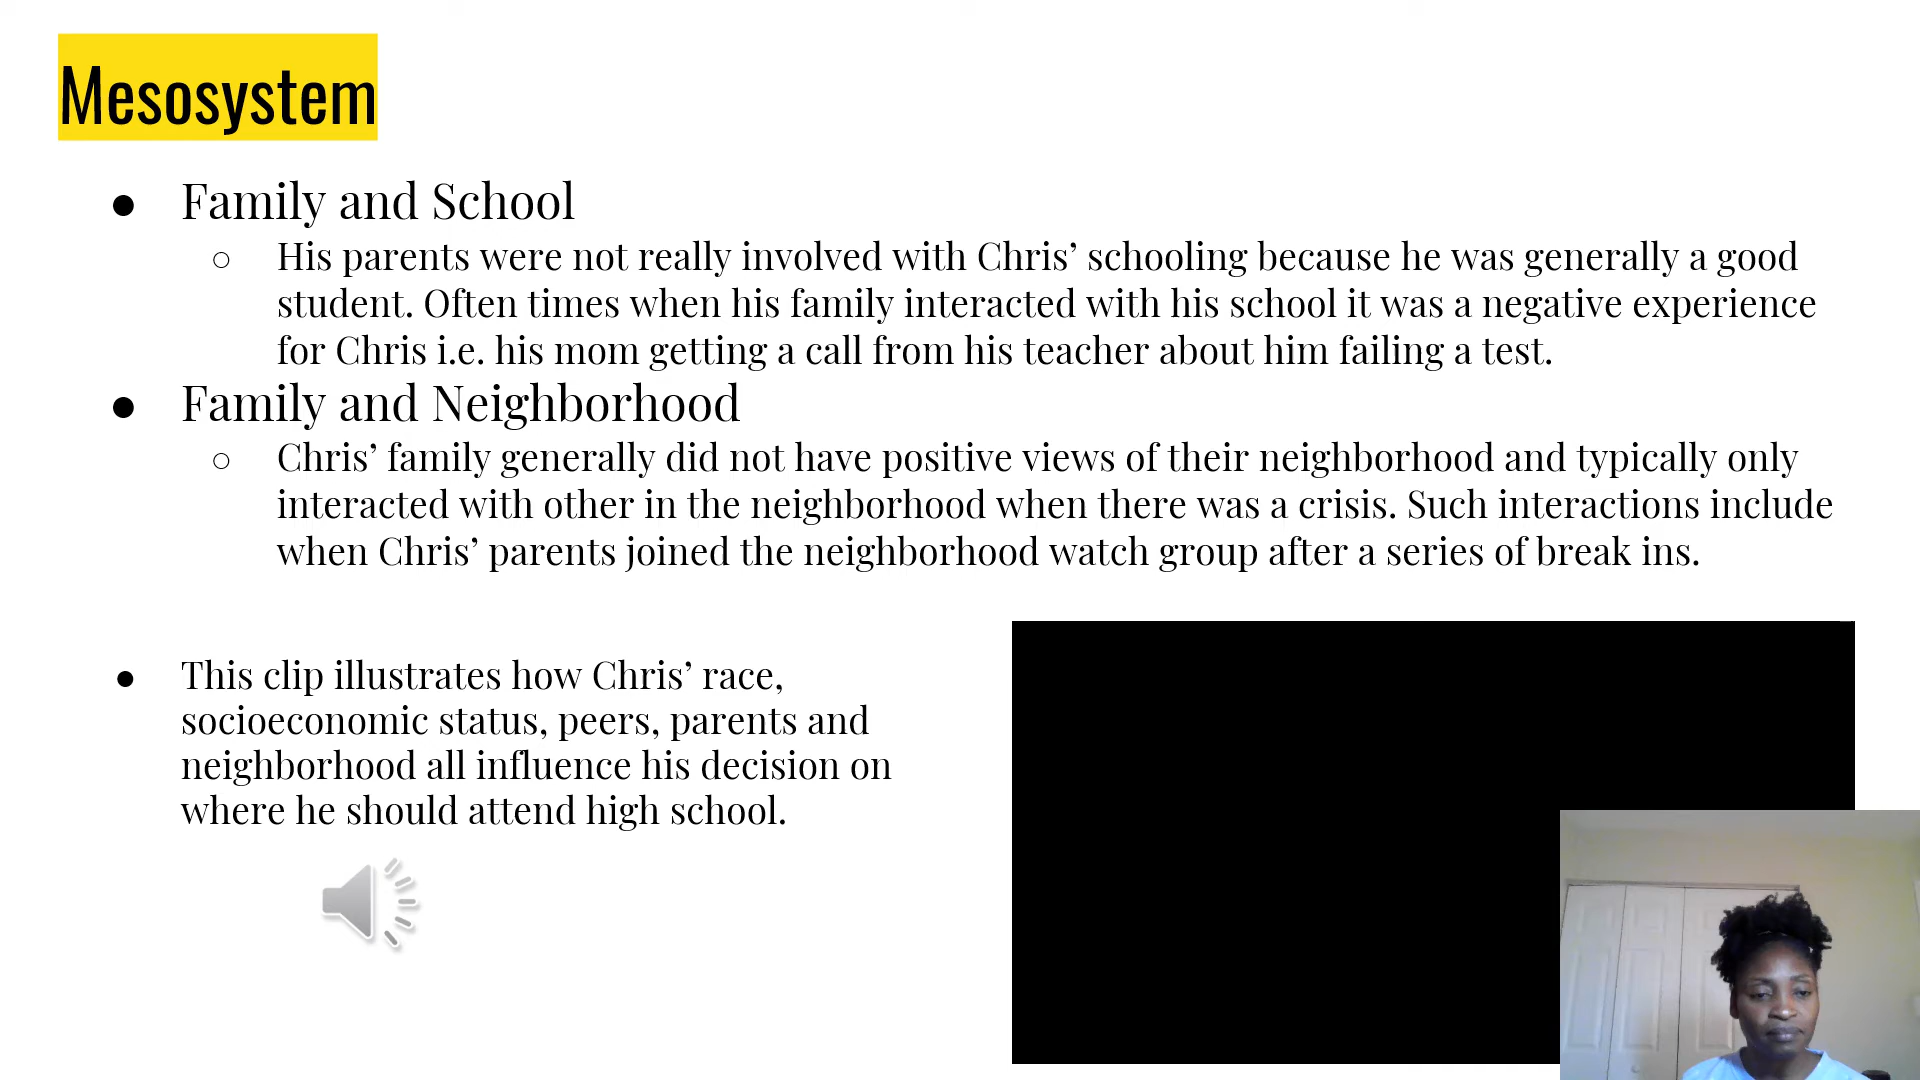 Mesosystem
● Family and School
○ His parents were not really involved with Chris’ schooling because he was generally a good
student. Often times when his family interacted with his school it was a negative experience
for Chris i.e. his mom getting a call from his teacher about him failing a test.
● Family and Neighborhood
○ Chris’ family generally did not have positive views of their neighborhood and typically only
interacted with other in the neighborhood when there was a crisis. Such interactions include
when Chris’ parents joined the neighborhood watch group after a series of break ins.
● This clip illustrates how Chris’ race,
socioeconomic status, peers, parents and
neighborhood all influence his decision on
where he should attend high school.